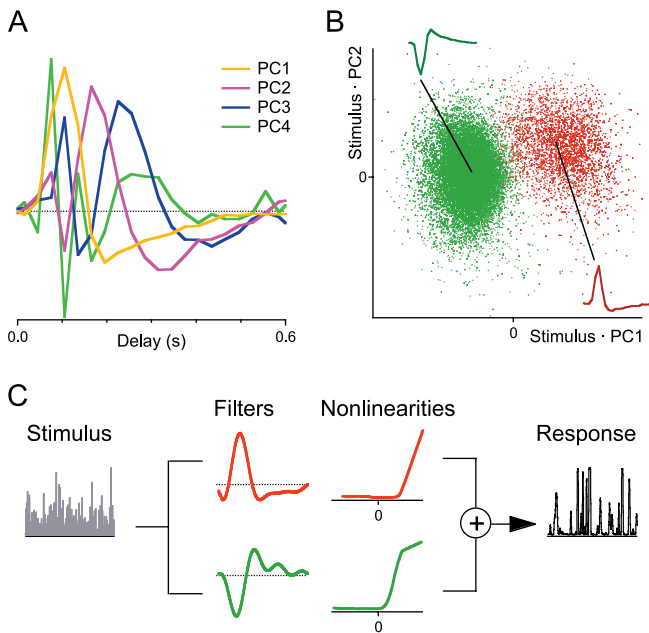 A
PC1
PC2
PC3
PC4
0.0
0.6
Delay (s)
B
Stimulus · PC2
0
0
Stimulus · PC1
C
Filters
Nonlinearities
Stimulus
Response
0
+
0